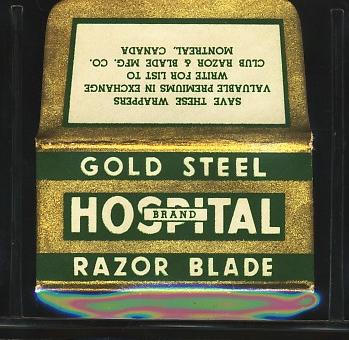 SAVE THESE WRAPPERS
VALUABLE PREMIUMS IN EXCHANGE
WRITE FOR LIST TO
CLUB RAZOR & BLADE MFG. CO.
MONTREAL, CANADA
GOLD STEEL
HOSPITAL
BRAND
RAZOR BLADE